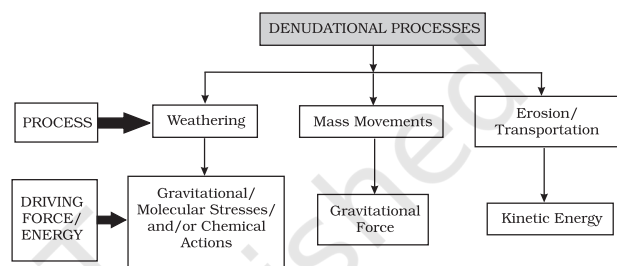 DENUDATIONAL PROCESSES
PROCESS
Weathering
Mass Movements
Erosion/
Transportation
DRIVING
FORCE/
ENERGY
Gravitational/
Molecular Stresses/
and/or Chemical
Actions
Gravitational
Force
Kinetic Energy